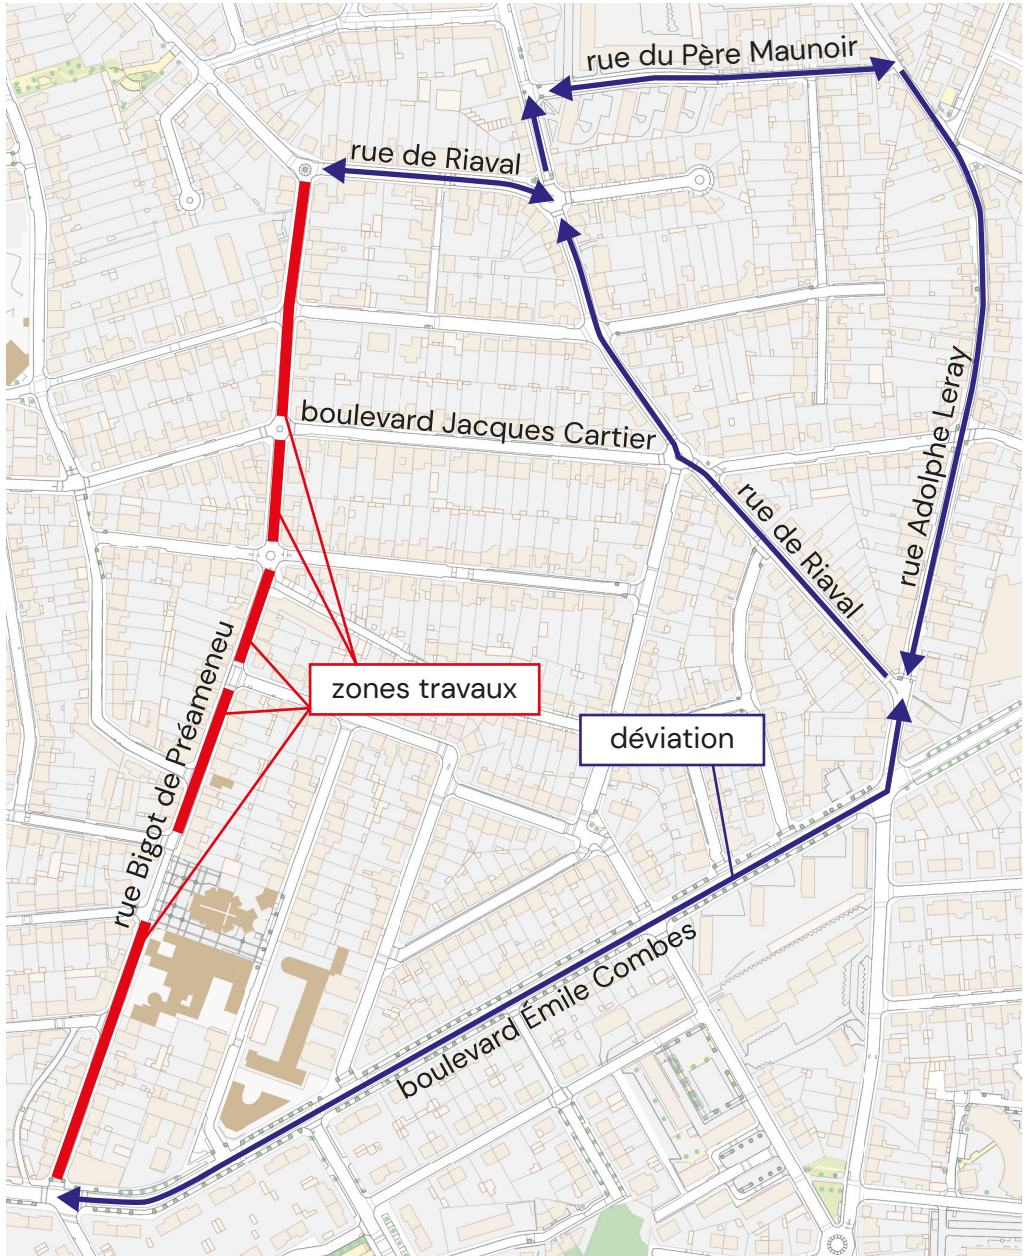 rue du Père Maunoir
rue de Riaval
boulevard Jacques Cartier
rue Adolphe Leray
rue de Riaval
rue Bigot de Préameneu
zones travaux
déviation
boulevard Émile Combes